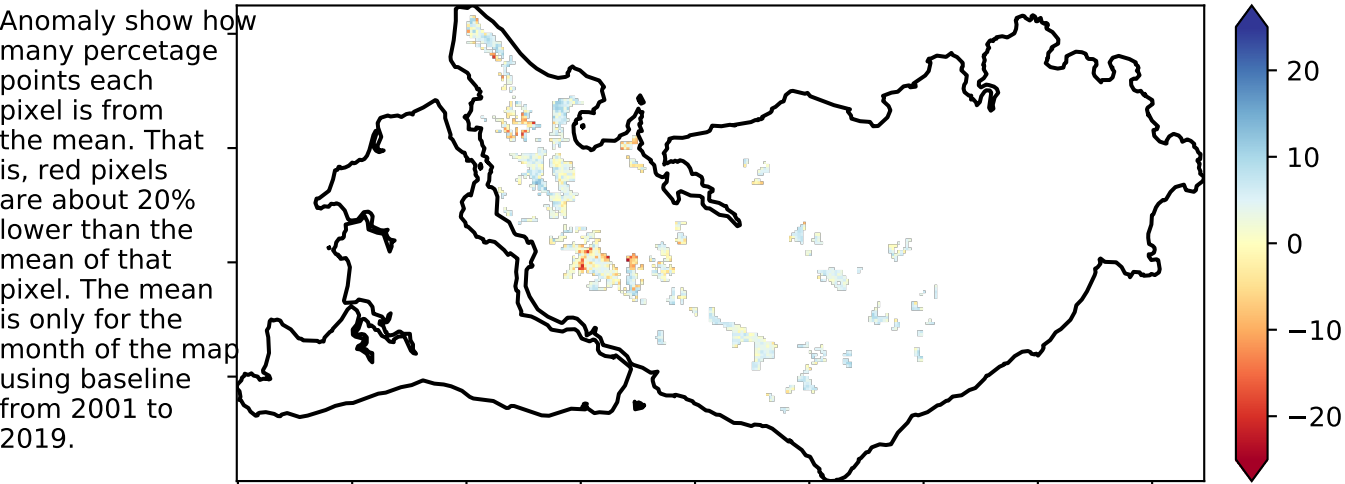 Anomaly show how
many percetage
points each
pixel is from
the mean. That
is, red pixels
are about 20%
lower than the
mean of that
pixel. The mean
is only for the
month of the map
using baseline
from 2001 to
2019.
20
10
0
−10
−20